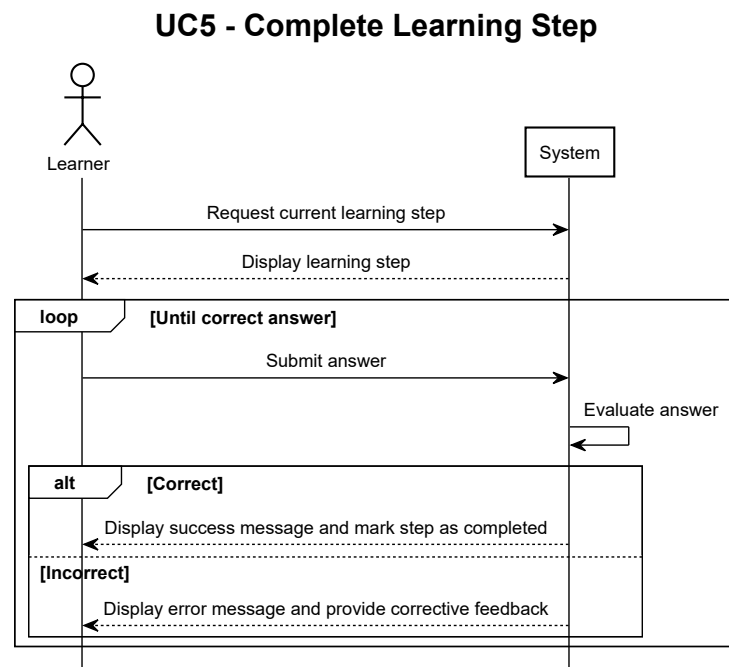 UC5 - Complete Learning Step
Learner
System
Request current learning step
Display learning step
loop
[Until correct answer]
Submit answer
Evaluate answer
alt
[Correct]
Display success message and mark step as completed
[Incorrect]
Display error message and provide corrective feedback